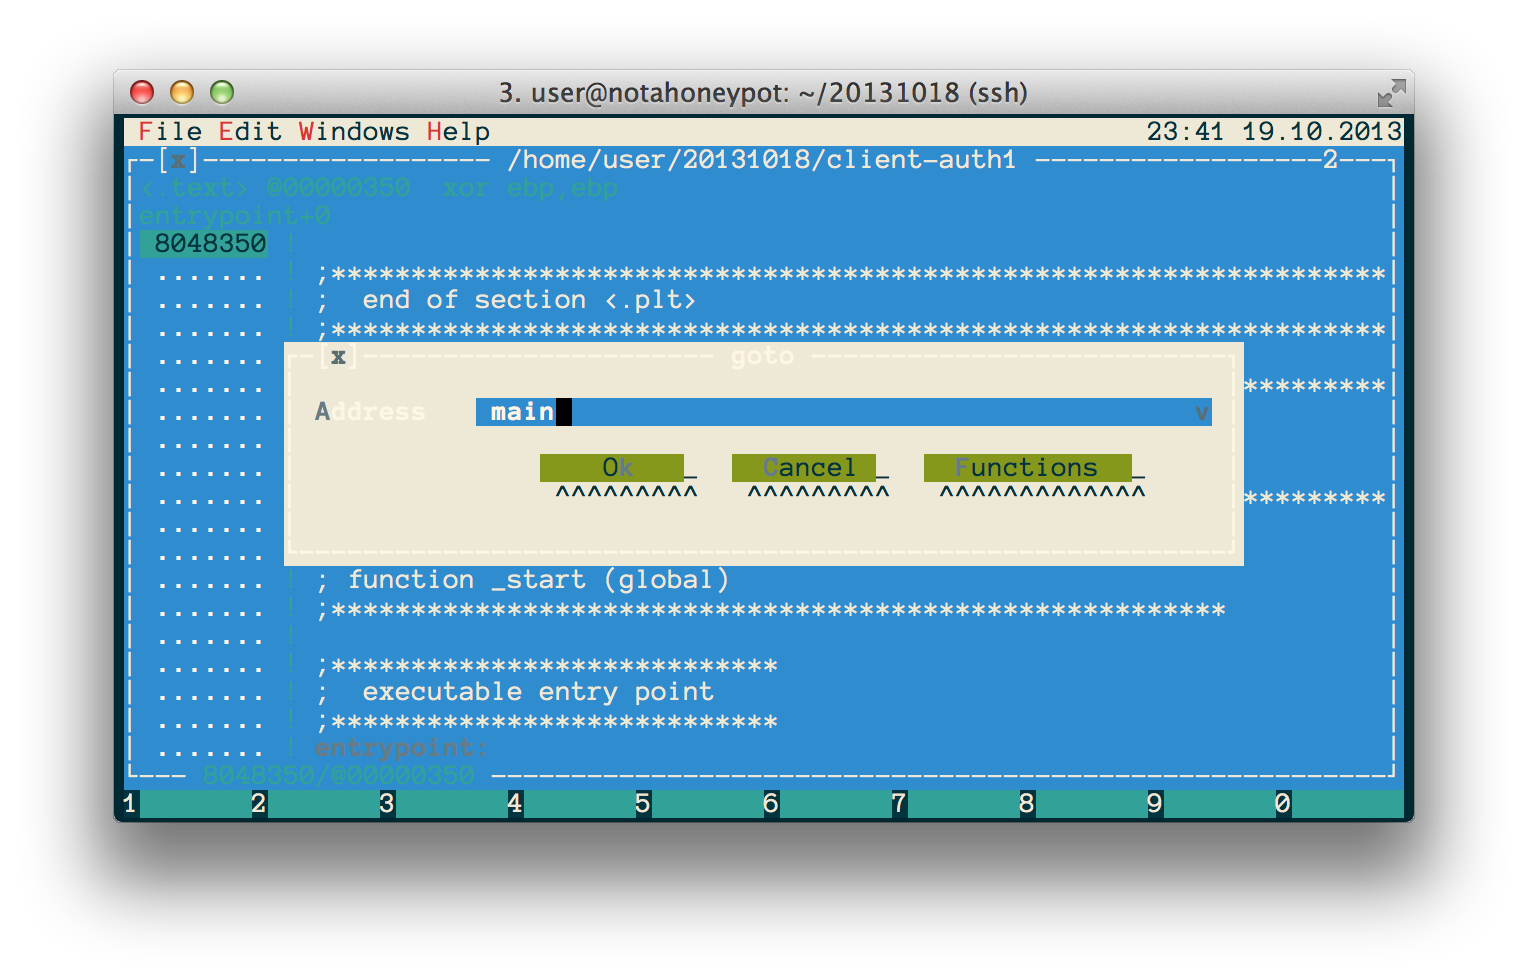 3. user@notahoneypot: ~/20131018 (ssh)
File Edit Windows Help 23:41 19.10.2013
[x] /home/user/20131018/client-auth1 2
<.text> @00000350  xor ebp,ebp
entrypoint+0
8048350 !
....... ! ;******************************************************************
....... ! ;  end of section <.plt>
....... ! ;******************************************************************
....... [x] goto
....... *********
....... Address main v
.......
....... Ok Cancel Functions
....... *********
.......
.......
....... ! ; function _start (global)
....... ! ;********************************************************
....... !
....... ! ;****************************
....... ! ;  executable entry point
....... ! ;****************************
....... ! entrypoint:
8048350/@00000350
1 2 3 4 5 6 7 8 9 0